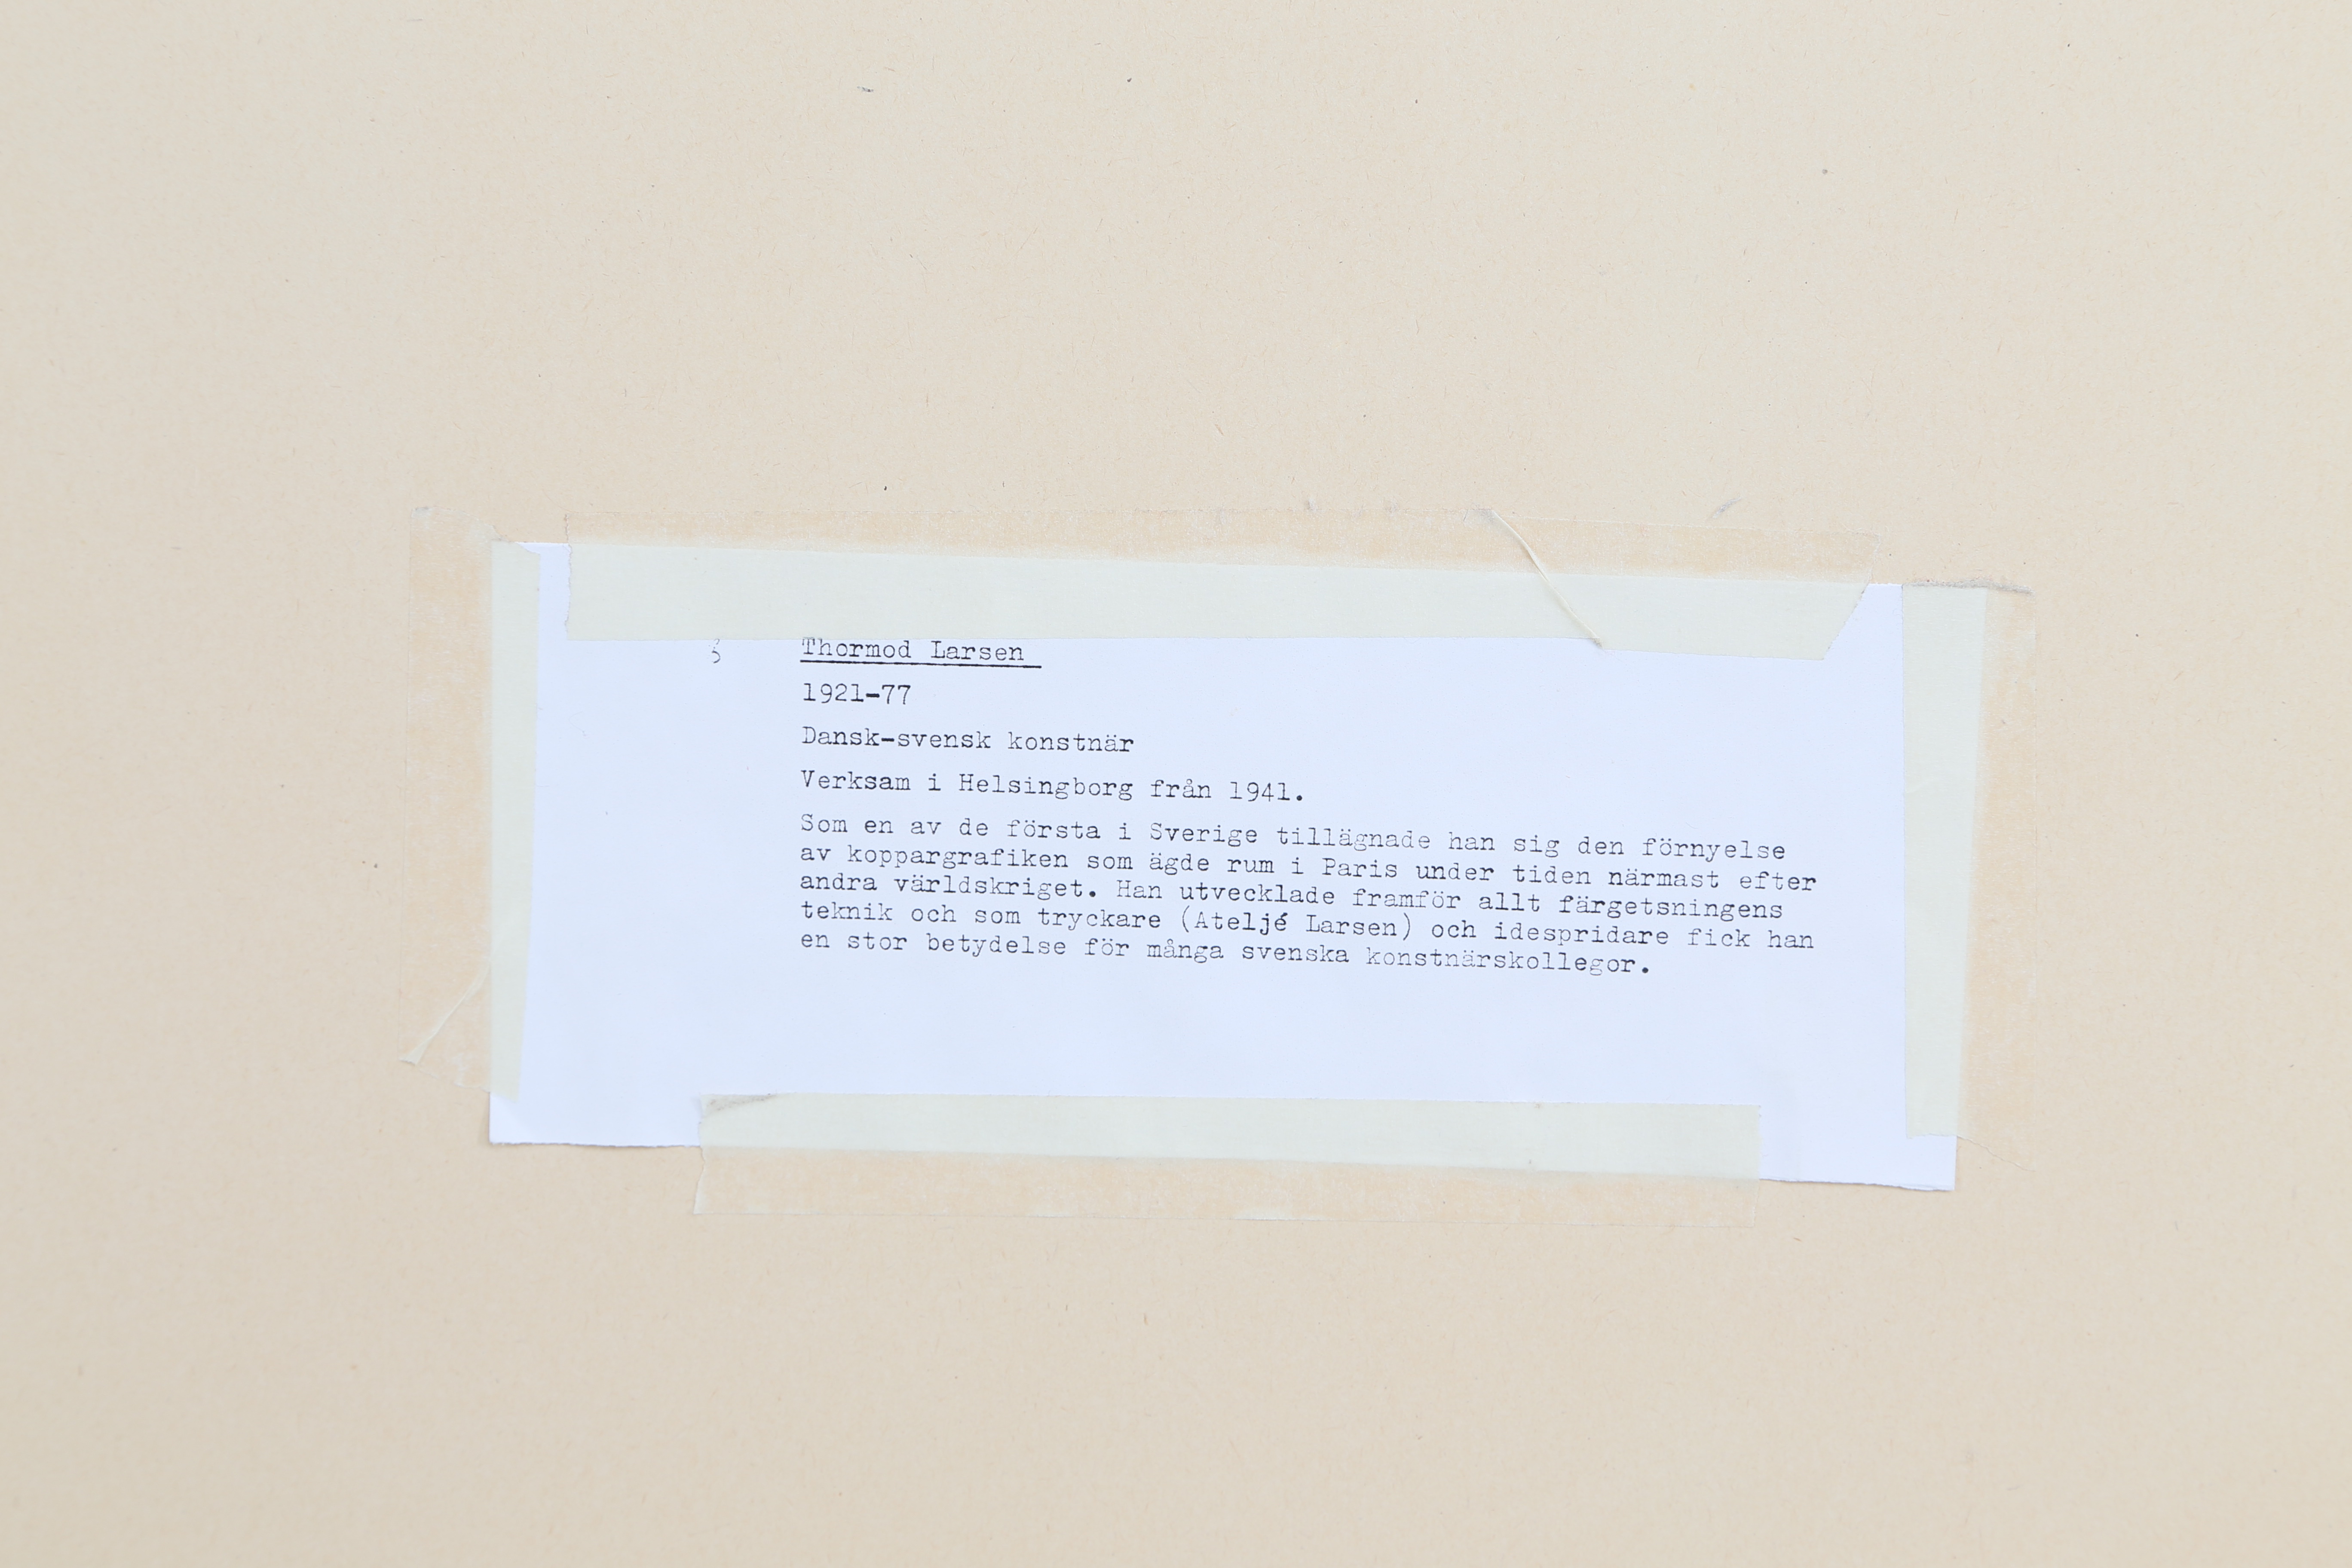 Thormod Larsen
1921-77
Dansk-svensk konstnär
Verksam i Helsingborg från 1941.
Som en av de första i Sverige tillägnade han sig den förnyelse
av koppargrafiken som ägde rum i Paris under tiden närmast efter
andra världskriget. Han utvecklade framför allt färgetsningens
teknik och som tryckare (Ateljé Larsen) och idespridare fick han
en stor betydelse för många svenska konstnärskollegor.